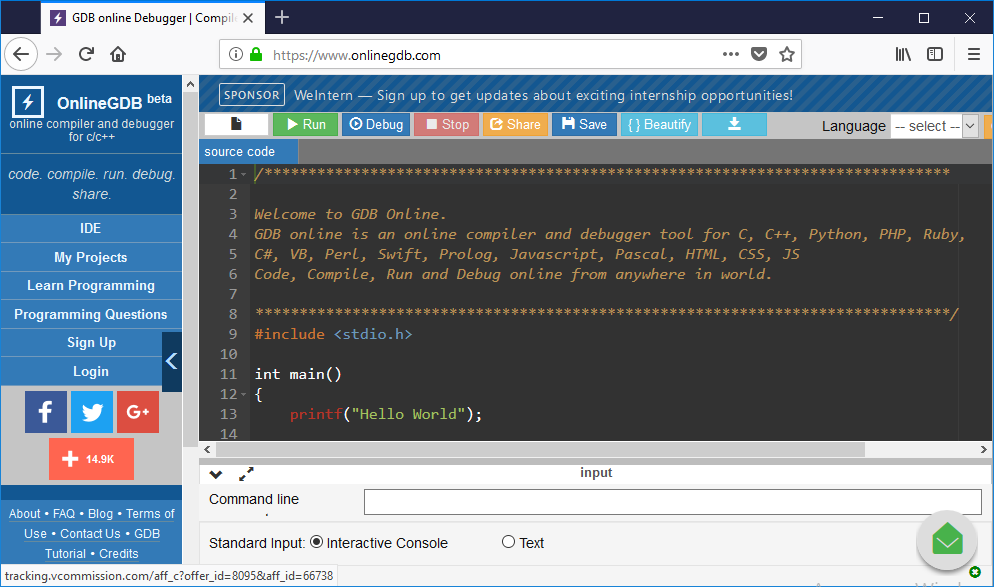 GDB online Debugger | Compile
https://www.onlinegdb.com
OnlineGDB beta
online compiler and debugger
for c/c++
code. compile. run. debug.
share.
IDE
My Projects
Learn Programming
Programming Questions
Sign Up
Login
f
G+
14.9K
About • FAQ • Blog • Terms of
Use • Contact Us • GDB
Tutorial • Credits
SPONSOR WeIntern — Sign up to get updates about exciting internship opportunities!
Run Debug Stop Share Save { } Beautify Language -- select --
source code
1 /******************************************************************************
2
3 Welcome to GDB Online.
4 GDB online is an online compiler and debugger tool for C, C++, Python, PHP, Ruby,
5 C#, VB, Perl, Swift, Prolog, Javascript, Pascal, HTML, CSS, JS
6 Code, Compile, Run and Debug online from anywhere in world.
7
8 *******************************************************************************/
9 #include <stdio.h>
10
11 int main()
12 {
13 printf("Hello World");
14
input
Command line
Standard Input: Interactive Console Text
tracking.vcommission.com/aff_c?offer_id=8095&aff_id=66738